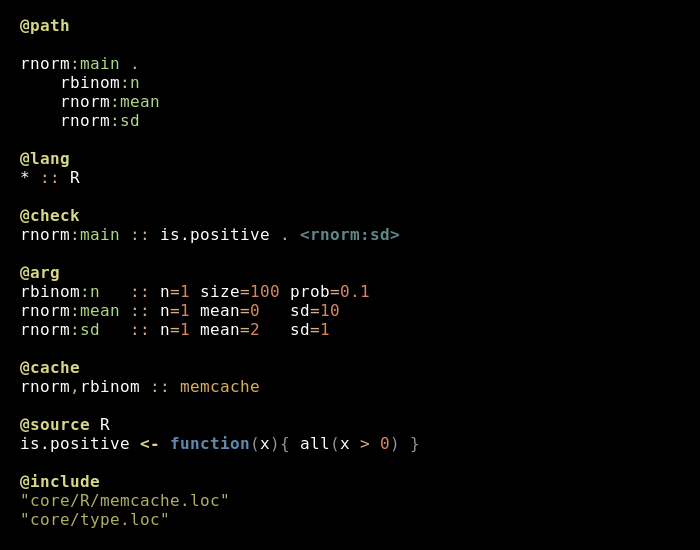 @path
rnorm:main .
    rbinom:n
    rnorm:mean
    rnorm:sd
@lang
* :: R
@check
rnorm:main :: is.positive . <rnorm:sd>
@arg
rbinom:n   :: n=1 size=100 prob=0.1
rnorm:mean :: n=1 mean=0   sd=10
rnorm:sd   :: n=1 mean=2   sd=1
@cache
rnorm,rbinom :: memcache
@source R
is.positive <- function(x){ all(x > 0) }
@include
"core/R/memcache.loc"
"core/type.loc"